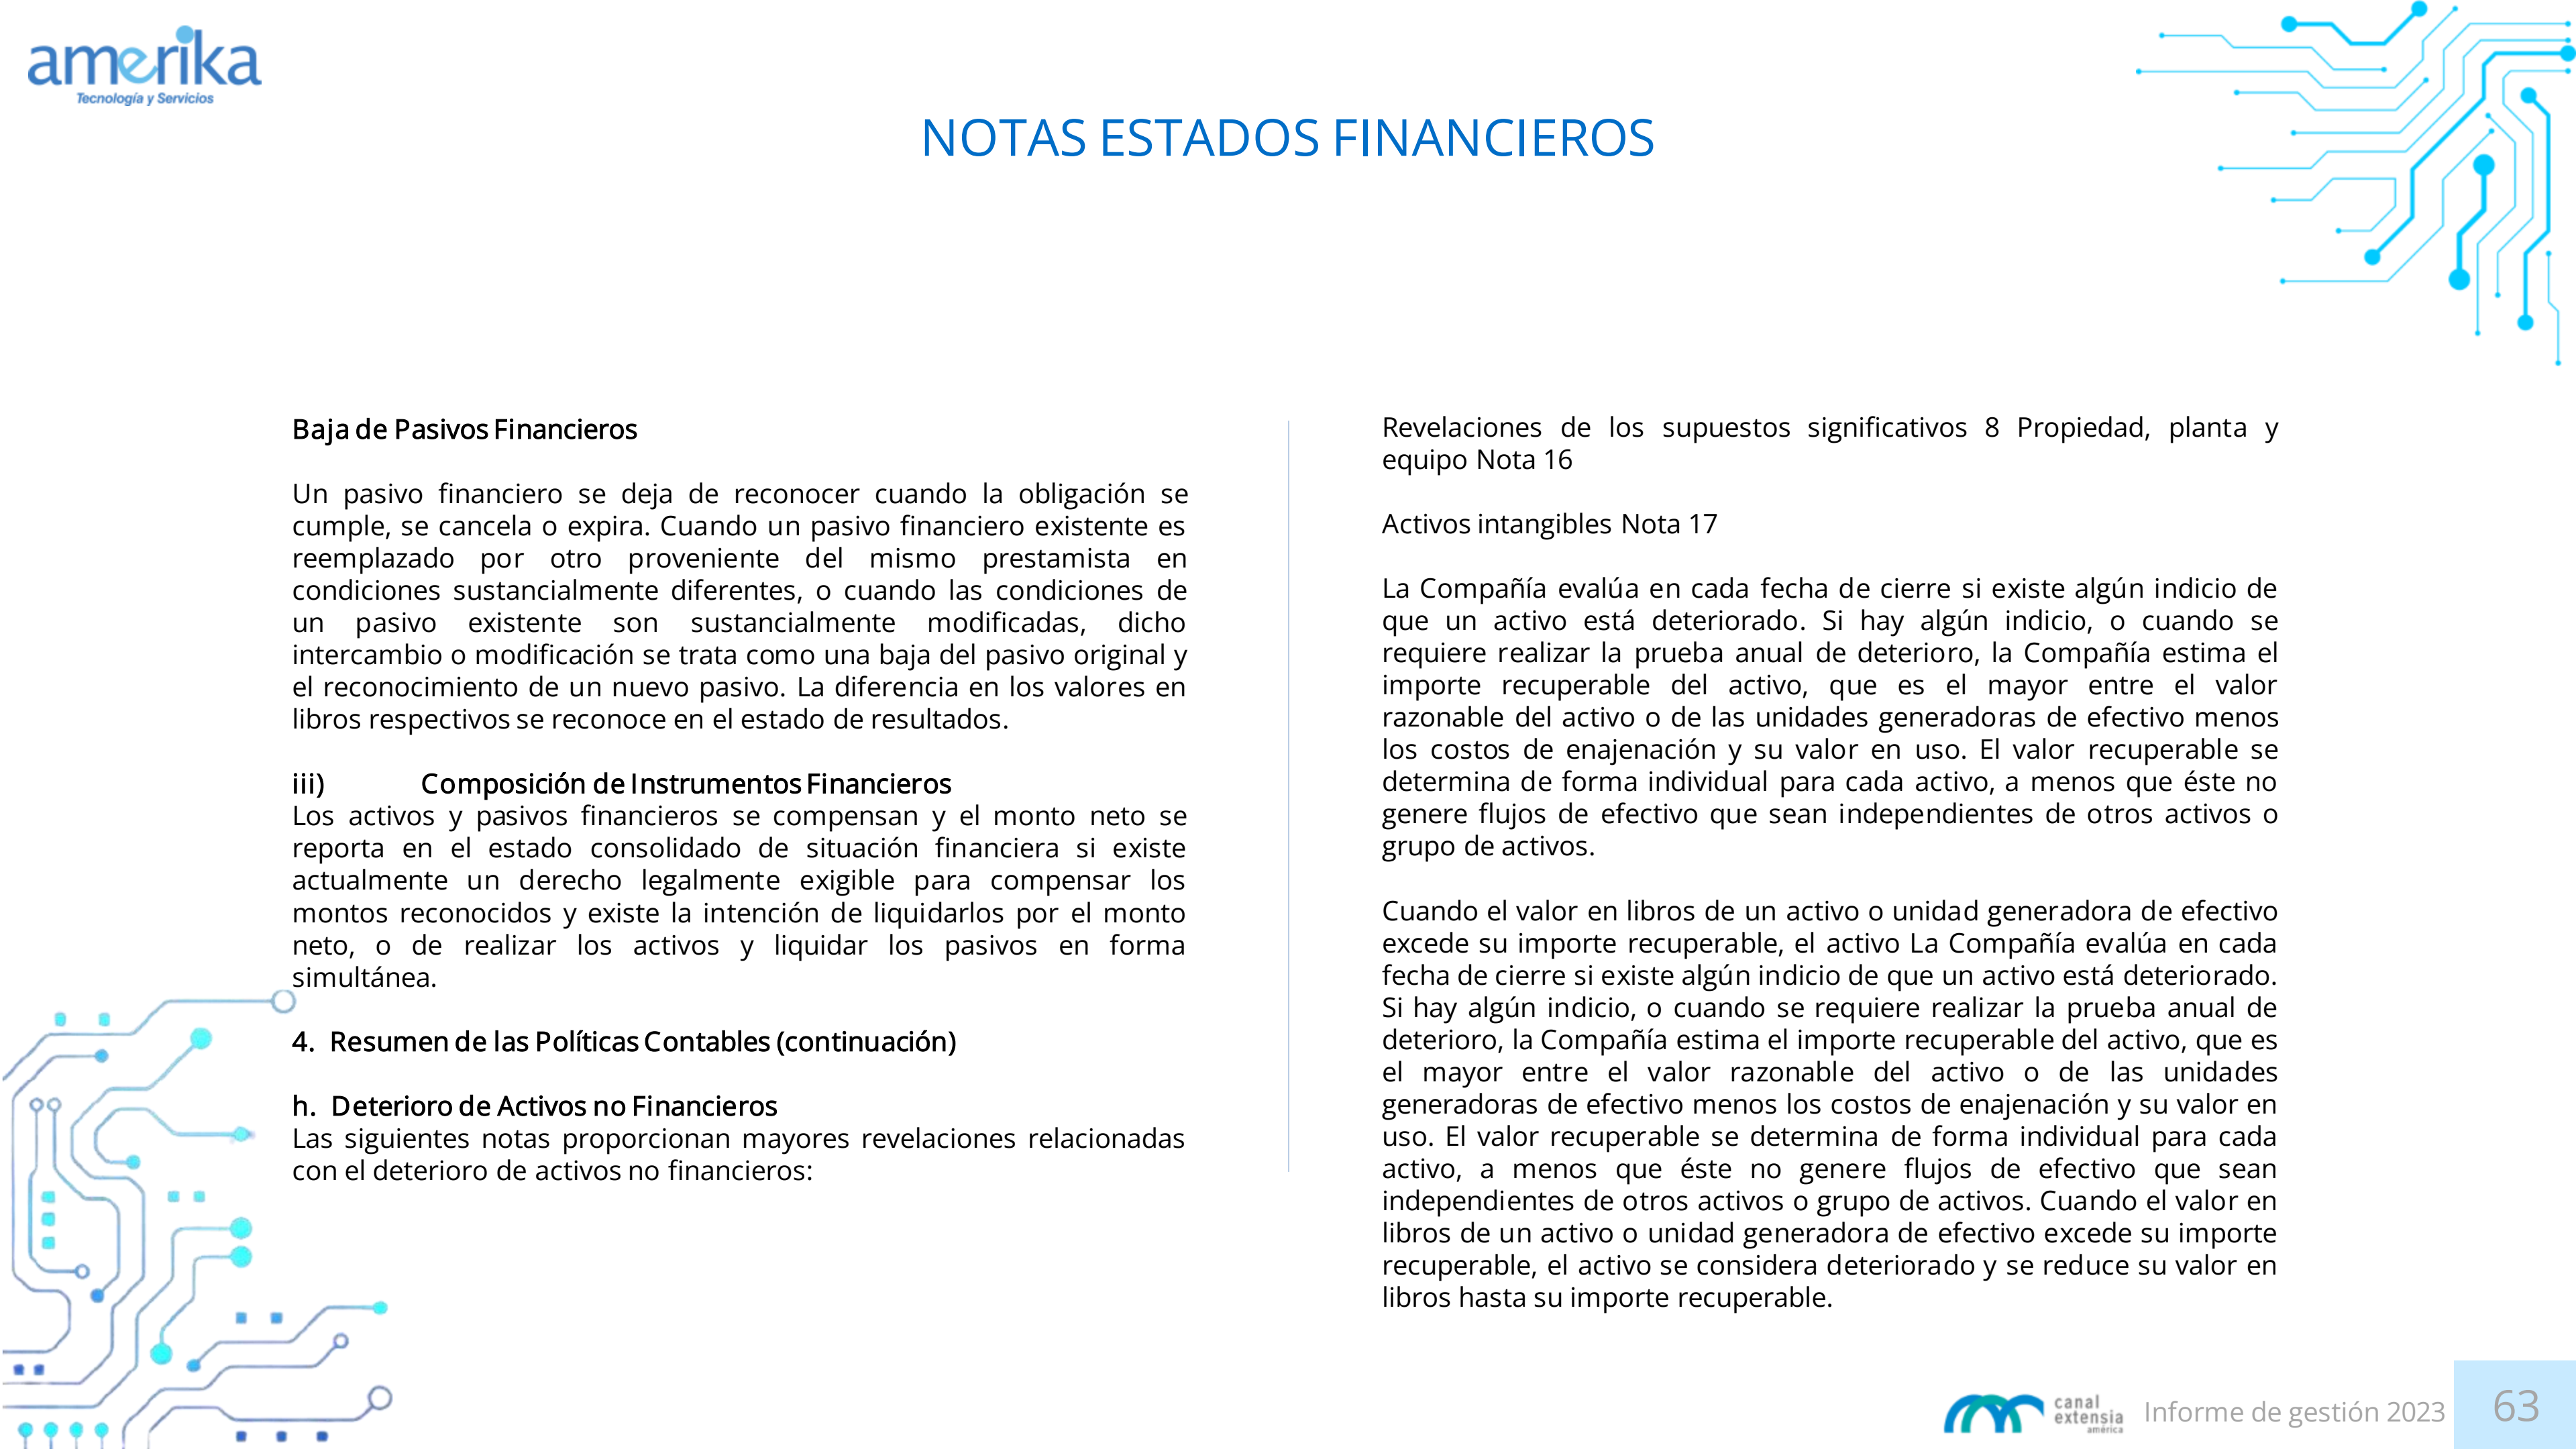 amerika
Tecnología y Servicios
NOTAS ESTADOS FINANCIEROS
Baja de Pasivos Financieros
Un pasivo financiero se deja de reconocer cuando la obligación se
cumple, se cancela o expira. Cuando un pasivo financiero existente es
reemplazado por otro proveniente del mismo prestamista en
condiciones sustancialmente diferentes, o cuando las condiciones de
un pasivo existente son sustancialmente modificadas, dicho
intercambio o modificación se trata como una baja del pasivo original y
el reconocimiento de un nuevo pasivo. La diferencia en los valores en
libros respectivos se reconoce en el estado de resultados.
iii) Composición de Instrumentos Financieros
Los activos y pasivos financieros se compensan y el monto neto se
reporta en el estado consolidado de situación financiera si existe
actualmente un derecho legalmente exigible para compensar los
montos reconocidos y existe la intención de liquidarlos por el monto
neto, o de realizar los activos y liquidar los pasivos en forma
simultánea.
4. Resumen de las Políticas Contables (continuación)
h. Deterioro de Activos no Financieros
Las siguientes notas proporcionan mayores revelaciones relacionadas
con el deterioro de activos no financieros:
Revelaciones de los supuestos significativos 8 Propiedad, planta y
equipo Nota 16
Activos intangibles Nota 17
La Compañía evalúa en cada fecha de cierre si existe algún indicio de
que un activo está deteriorado. Si hay algún indicio, o cuando se
requiere realizar la prueba anual de deterioro, la Compañía estima el
importe recuperable del activo, que es el mayor entre el valor
razonable del activo o de las unidades generadoras de efectivo menos
los costos de enajenación y su valor en uso. El valor recuperable se
determina de forma individual para cada activo, a menos que éste no
genere flujos de efectivo que sean independientes de otros activos o
grupo de activos.
Cuando el valor en libros de un activo o unidad generadora de efectivo
excede su importe recuperable, el activo La Compañía evalúa en cada
fecha de cierre si existe algún indicio de que un activo está deteriorado.
Si hay algún indicio, o cuando se requiere realizar la prueba anual de
deterioro, la Compañía estima el importe recuperable del activo, que es
el mayor entre el valor razonable del activo o de las unidades
generadoras de efectivo menos los costos de enajenación y su valor en
uso. El valor recuperable se determina de forma individual para cada
activo, a menos que éste no genere flujos de efectivo que sean
independientes de otros activos o grupo de activos. Cuando el valor en
libros de un activo o unidad generadora de efectivo excede su importe
recuperable, el activo se considera deteriorado y se reduce su valor en
libros hasta su importe recuperable.
canal
extensia
américa
Informe de gestión 2023
63